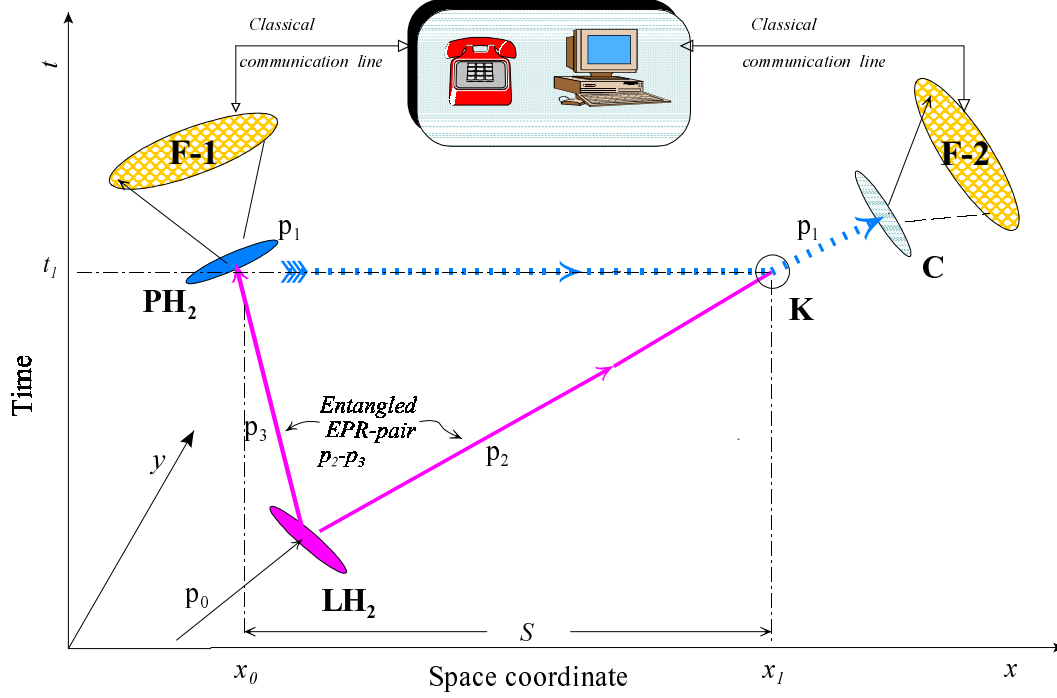 t
Classical
communication line
Classical
communication line
F-1
F-2
p₁
p₁
t₁
C
PH₂
K
Time
Entangled
EPR-pair
p₂-p₃
p₃
p₂
y
p₀
LH₂
S
x₀
Space coordinate
x₁
x